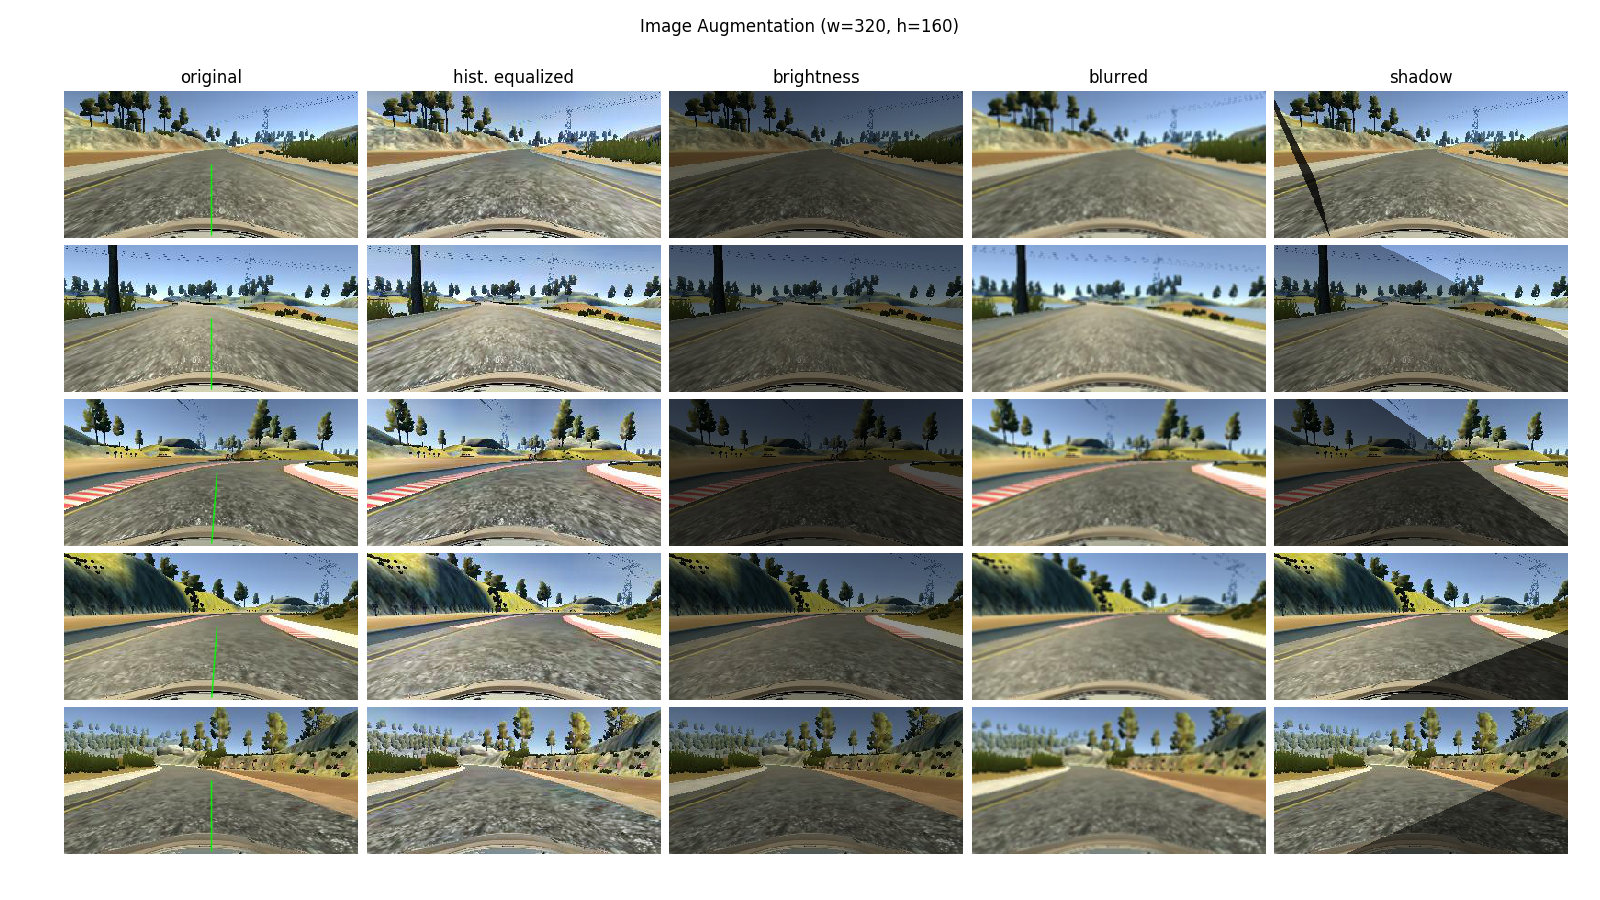 Image Augmentation (w=320, h=160)
original hist. equalized brightness blurred shadow